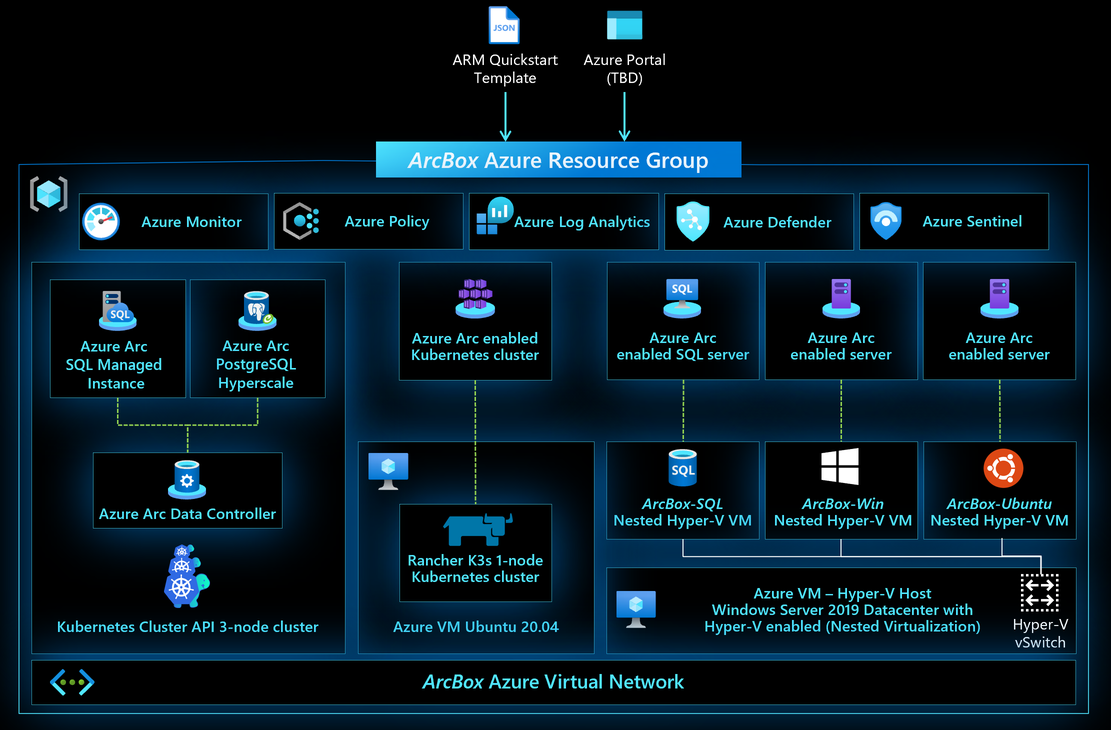 JSON
ARM Quickstart
Template
Azure Portal
(TBD)
ArcBox Azure Resource Group
Azure Monitor
Azure Policy
Azure Log Analytics
Azure Defender
Azure Sentinel
SQL
Azure Arc
SQL Managed
Instance
Azure Arc
PostgreSQL
Hyperscale
Azure Arc enabled
Kubernetes cluster
SQL
Azure Arc
enabled SQL server
Azure Arc
enabled server
Azure Arc
enabled server
Azure Arc Data Controller
Kubernetes Cluster API 3-node cluster
Rancher K3s 1-node
Kubernetes cluster
Azure VM Ubuntu 20.04
SQL
ArcBox-SQL
Nested Hyper-V VM
ArcBox-Win
Nested Hyper-V VM
ArcBox-Ubuntu
Nested Hyper-V VM
Azure VM – Hyper-V Host
Windows Server 2019 Datacenter with
Hyper-V enabled (Nested Virtualization)
Hyper-V
vSwitch
ArcBox Azure Virtual Network